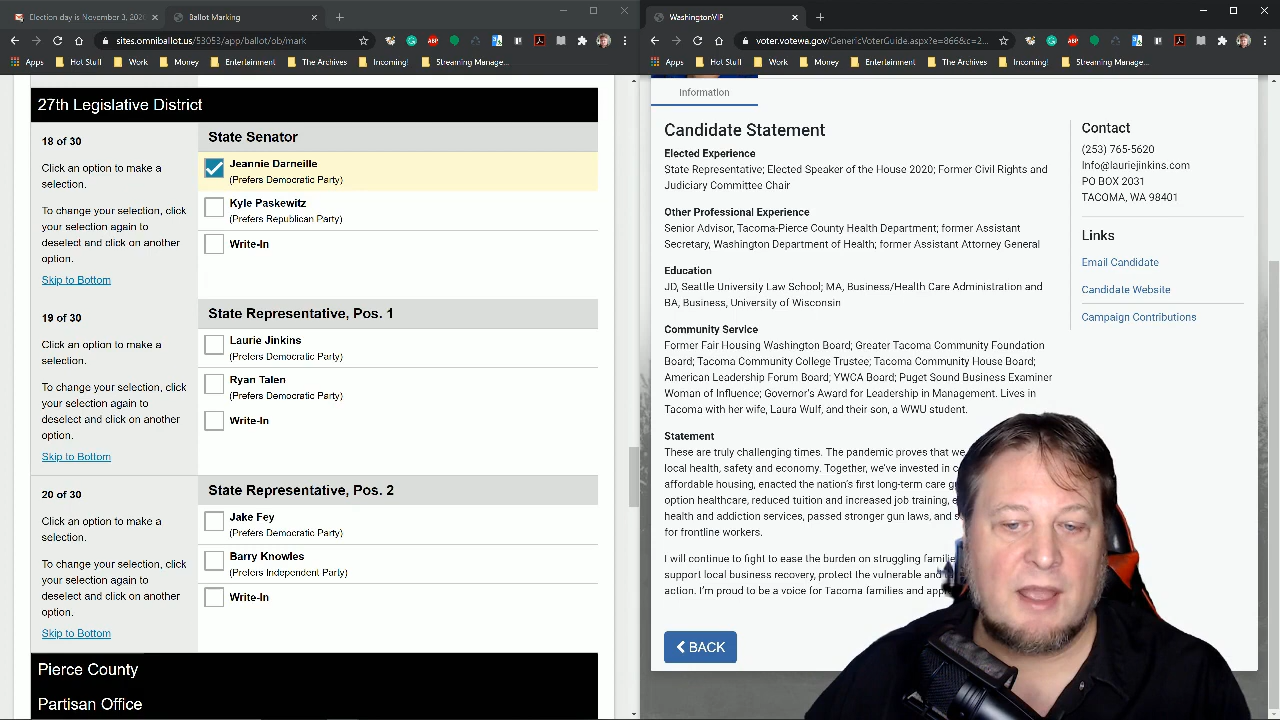 Election day is November 3, 202
Ballot Marking
sites.omniballot.us/53053/app/ballot/ob/mark
Apps
Hot Stuff
Work
Money
Entertainment
The Archives
Incoming!
Streaming Manage...
27th Legislative District
18 of 30
Click an option to make a
selection.
To change your selection, click
your selection again to
deselect and click on another
option.
Skip to Bottom
State Senator
Jeannie Darneille
(Prefers Democratic Party)
Kyle Paskewitz
(Prefers Republican Party)
Write-In
19 of 30
Click an option to make a
selection.
To change your selection, click
your selection again to
deselect and click on another
option.
Skip to Bottom
State Representative, Pos. 1
Laurie Jinkins
(Prefers Democratic Party)
Ryan Talen
(Prefers Democratic Party)
Write-In
20 of 30
Click an option to make a
selection.
To change your selection, click
your selection again to
deselect and click on another
option.
Skip to Bottom
State Representative, Pos. 2
Jake Fey
(Prefers Democratic Party)
Barry Knowles
(Prefers Independent Party)
Write-In
Pierce County
Partisan Office
WashingtonVIP
voter.votewa.gov/GenericVoterGuide.aspx?e=866&c=2...
Apps
Hot Stuff
Work
Money
Entertainment
The Archives
Incoming!
Streaming Manage...
Information
Candidate Statement
Elected Experience
State Representative; Elected Speaker of the House 2020; Former Civil Rights and
Judiciary Committee Chair
Other Professional Experience
Senior Advisor, Tacoma-Pierce County Health Department; former Assistant
Secretary, Washington Department of Health; former Assistant Attorney General
Education
JD, Seattle University Law School; MA, Business/Health Care Administration and
BA, Business, University of Wisconsin
Community Service
Former Fair Housing Washington Board; Greater Tacoma Community Foundation
Board; Tacoma Community College Trustee; Tacoma Community House Board;
American Leadership Forum Board; YWCA Board; Puget Sound Business Examiner
Woman of Influence; Governor's Award for Leadership in Management. Lives in
Tacoma with her wife, Laura Wulf, and their son, a WWU student.
Statement
These are truly challenging times. The pandemic proves that we
local health, safety and economy. Together, we've invested in
affordable housing, enacted the nation's first long-term care
option healthcare, reduced tuition and increased job training,
health and addiction services, passed stronger gun laws, and
for frontline workers.
I will continue to fight to ease the burden on struggling
support local business recovery, protect the vulnerable and
action. I'm proud to be a voice for Tacoma families and
BACK
Contact
(253) 765-5620
Info@lauriejinkins.com
PO BOX 2031
TACOMA, WA 98401
Links
Email Candidate
Candidate Website
Campaign Contributions